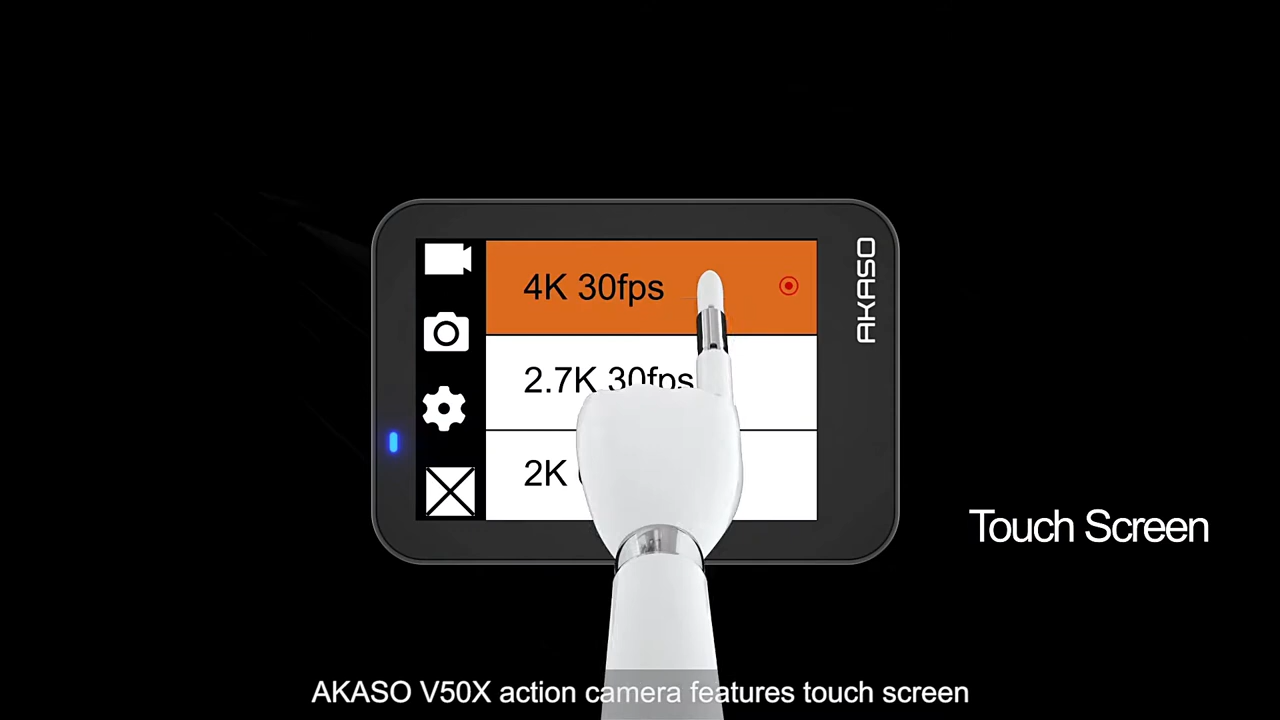 4K 30fps
AKASO
2.7K 30fps
2K
Touch Screen
AKASO V50X action camera features touch screen